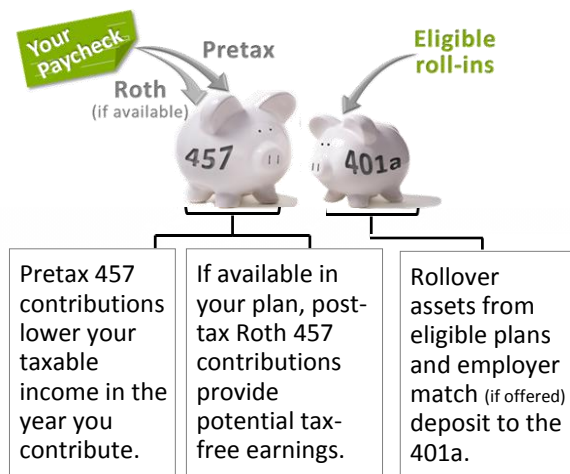 Your
Paycheck
Pretax
Roth
(if available)
Eligible
roll-ins
457
401a
Pretax 457
contributions
lower your
taxable
income in the
year you
contribute.
If available in
your plan, post-
tax Roth 457
contributions
provide
potential tax-
free earnings.
Rollover
assets from
eligible plans
and employer
match (if offered)
deposit to the
401a.